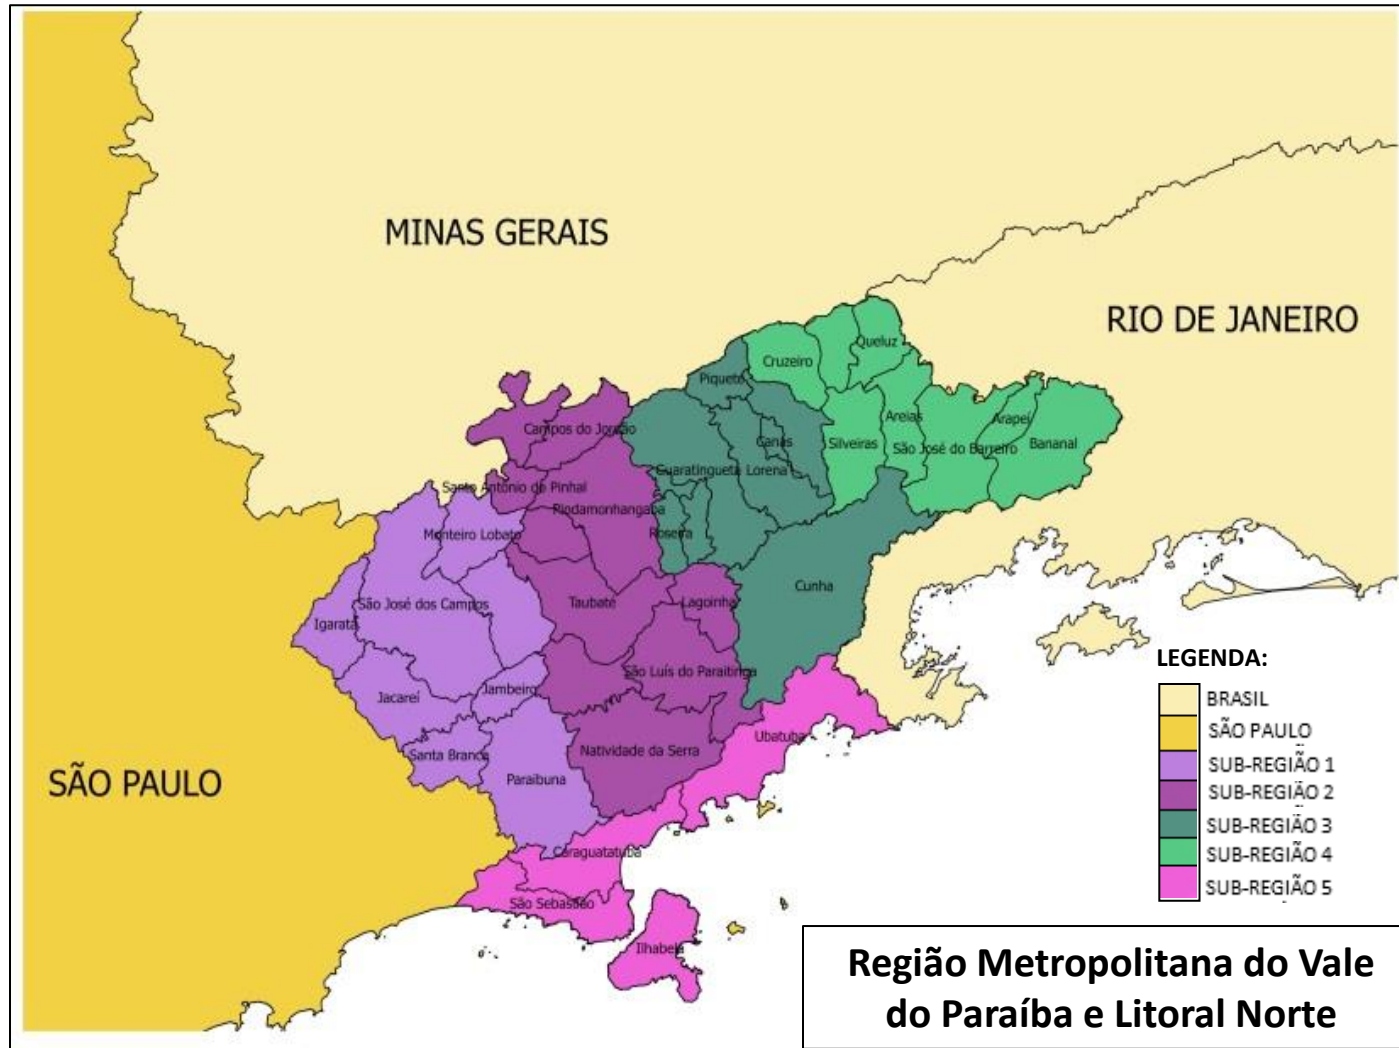 MINAS GERAIS
RIO DE JANEIRO
Queluz
Cruzeiro
Piquete
Areias
Arapeí
Campos do Jordão
Canas
Silveiras
São José do Barreiro
Bananal
Guaratinguetá
Lorena
Santo Antônio do Pinhal
Pindamonhangaba
Monteiro Lobato
Roseira
Cunha
São José dos Campos
Taubaté
Lagoinha
Igaratá
São Luís do Paraitinga
Jacareí
Jambeiro
Ubatuba
Santa Branca
Natividade da Serra
Paraibuna
SÃO PAULO
Caraguatatuba
São Sebastião
Ilhabela
LEGENDA:
BRASIL
SÃO PAULO
SUB-REGIÃO 1
SUB-REGIÃO 2
SUB-REGIÃO 3
SUB-REGIÃO 4
SUB-REGIÃO 5
Região Metropolitana do Vale
do Paraíba e Litoral Norte